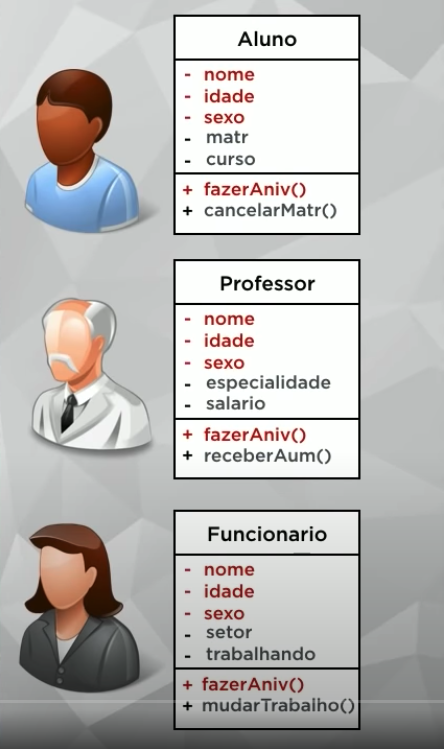 Aluno
- nome
- idade
- sexo
- matr
- curso
+ fazerAniv()
+ cancelarMatr()
Professor
- nome
- idade
- sexo
- especialidade
- salario
+ fazerAniv()
+ receberAum()
Funcionario
- nome
- idade
- sexo
- setor
- trabalhando
+ fazerAniv()
+ mudarTrabalho()